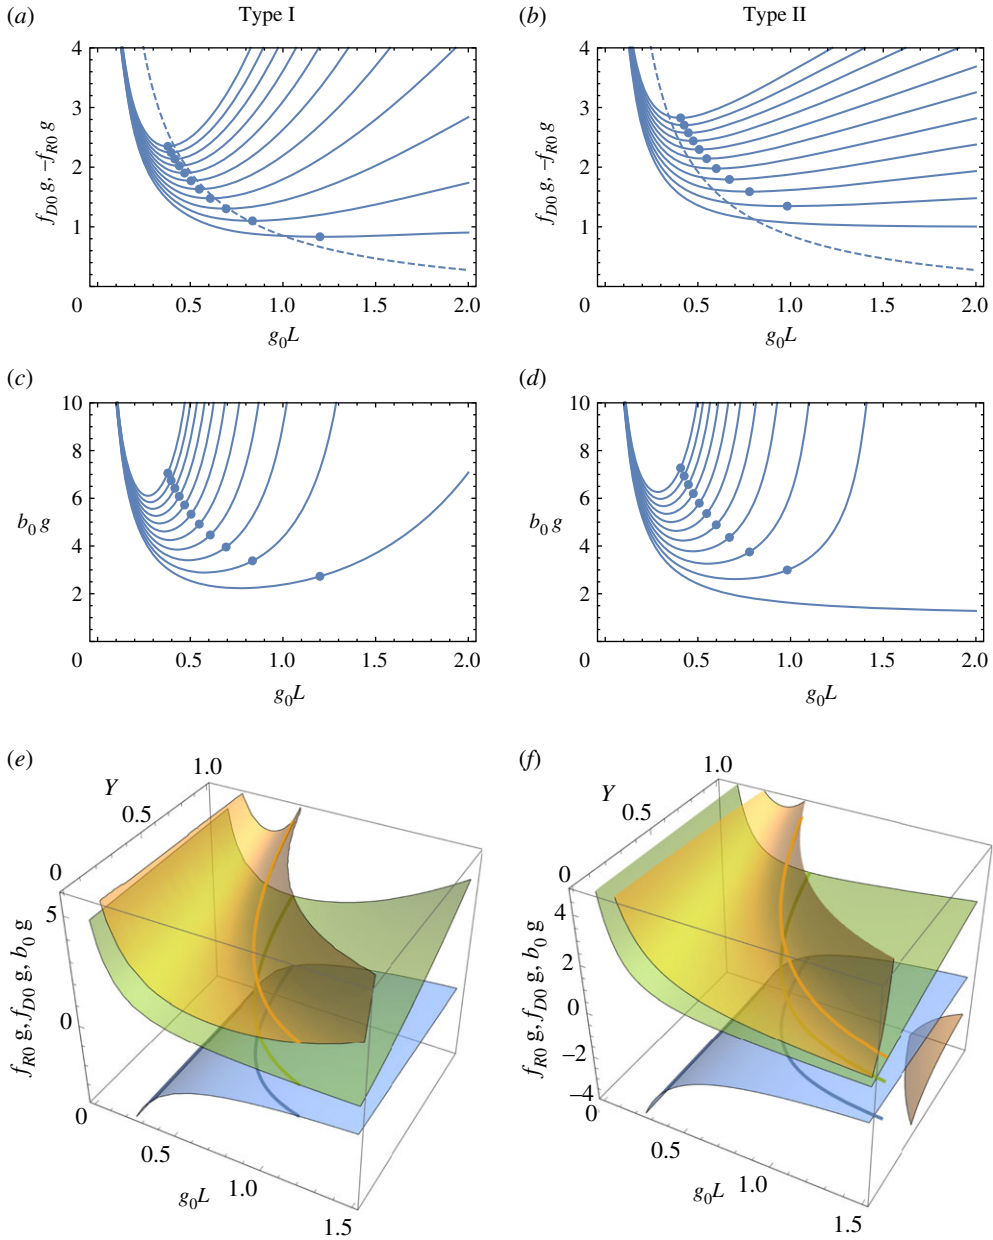 (a) Type I
(b) Type II
4
3
2
1
0 0.5 1.0 1.5 2.0
f_{D0} g, –f_{R0} g
g_0L
4
3
2
1
0 0.5 1.0 1.5 2.0
f_{D0} g, –f_{R0} g
g_0L
(c)
10
8
6
4
2
0 0.5 1.0 1.5 2.0
b_0 g
g_0L
(d)
10
8
6
4
2
0 0.5 1.0 1.5 2.0
g_0L
(e)
1.0
Y
0.5
0
5
0
0
0.5
1.0
1.5
g_0L
f_{R0} g, f_{D0} g, b_0 g
(f)
1.0
Y
0.5
0
4
2
0
–2
–4
0
0.5
1.0
1.5
g_0L
f_{R0} g, f_{D0} g, b_0 g